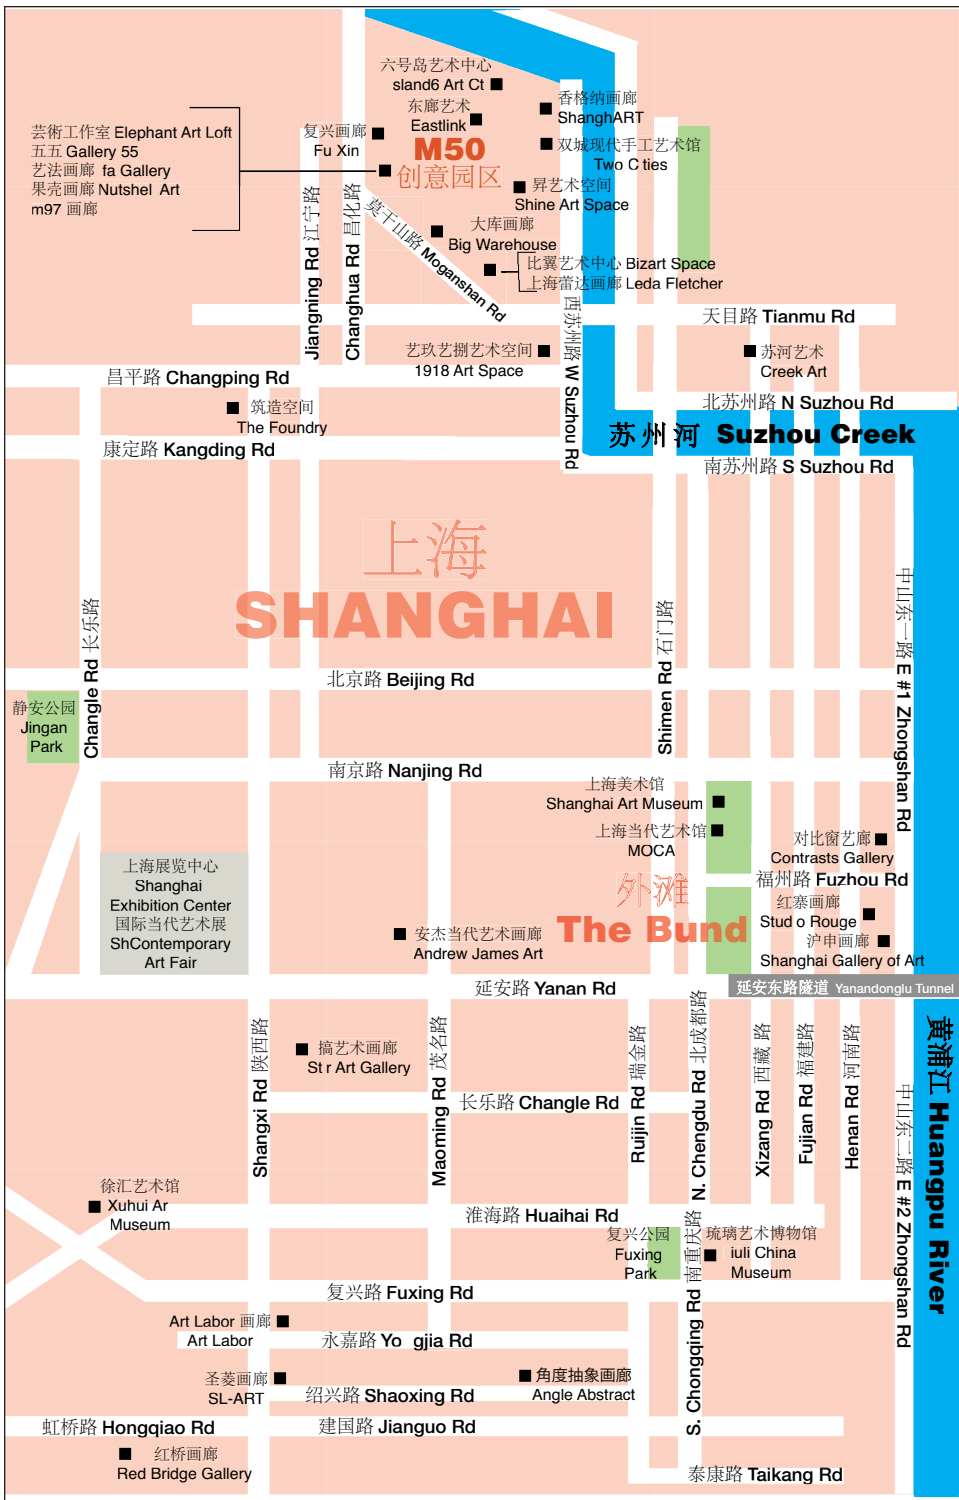 六号岛艺术中心
sland6 Art Ct
东廊艺术
Eastlink
香格纳画廊
ShanghART
复兴画廊
Fu Xin
M50
创意园区
双城现代手工艺术馆
Two C ties
芸術工作室 Elephant Art Loft
五五 Gallery 55
艺法画廊 fa Gallery
果壳画廊 Nutshel Art
m97 画廊
昇艺术空间
Shine Art Space
大库画廊
Big Warehouse
比翼艺术中心 Bizart Space
上海蕾达画廊 Leda Fletcher
Jiangning Rd 江宁路
Changhua Rd 昌化路
莫干山路 Moganshan Rd
西苏州路 W Suzhou Rd
天目路 Tianmu Rd
艺玖艺捌艺术空间
1918 Art Space
苏河艺术
Creek Art
昌平路 Changping Rd
筑造空间
The Foundry
北苏州路 N Suzhou Rd
苏州河 Suzhou Creek
康定路 Kangding Rd
南苏州路 S Suzhou Rd
上海
SHANGHAI
Changle Rd 长乐路
Shimen Rd 石门路
中山东一路 E #1 Zhongshan Rd
北京路 Beijing Rd
静安公园
Jingan
Park
南京路 Nanjing Rd
上海美术馆
Shanghai Art Museum
上海当代艺术馆
MOCA
对比窗艺廊
Contrasts Gallery
上海展览中心
Shanghai
Exhibition Center
国际当代艺术展
ShContemporary
Art Fair
福州路 Fuzhou Rd
外滩
The Bund
红寨画廊
Stud o Rouge
安杰当代艺术画廊
Andrew James Art
沪申画廊
Shanghai Gallery of Art
延安路 Yanan Rd
延安东路隧道 Yanandonglu Tunnel
黄浦江 Huangpu River
Shangxi Rd 陕西路
搞艺术画廊
St r Art Gallery
Maoming Rd 茂名路
Ruijin Rd 瑞金路
N. Chengdu Rd 北成都路
Xizang Rd 西藏 路
Fujian Rd 福建路
Henan Rd 河南路
中山东二路 E #2 Zhongshan Rd
长乐路 Changle Rd
徐汇艺术馆
Xuhui Ar
Museum
淮海路 Huaihai Rd
复兴公园
Fuxing
Park
S. Chongqing Rd 南重庆路
琉璃艺术博物馆
iuli China
Museum
复兴路 Fuxing Rd
Art Labor 画廊
Art Labor
永嘉路 Yo gjia Rd
圣菱画廊
SL-ART
绍兴路 Shaoxing Rd
角度抽象画廊
Angle Abstract
虹桥路 Hongqiao Rd
建国路 Jianguo Rd
红桥画廊
Red Bridge Gallery
泰康路 Taikang Rd